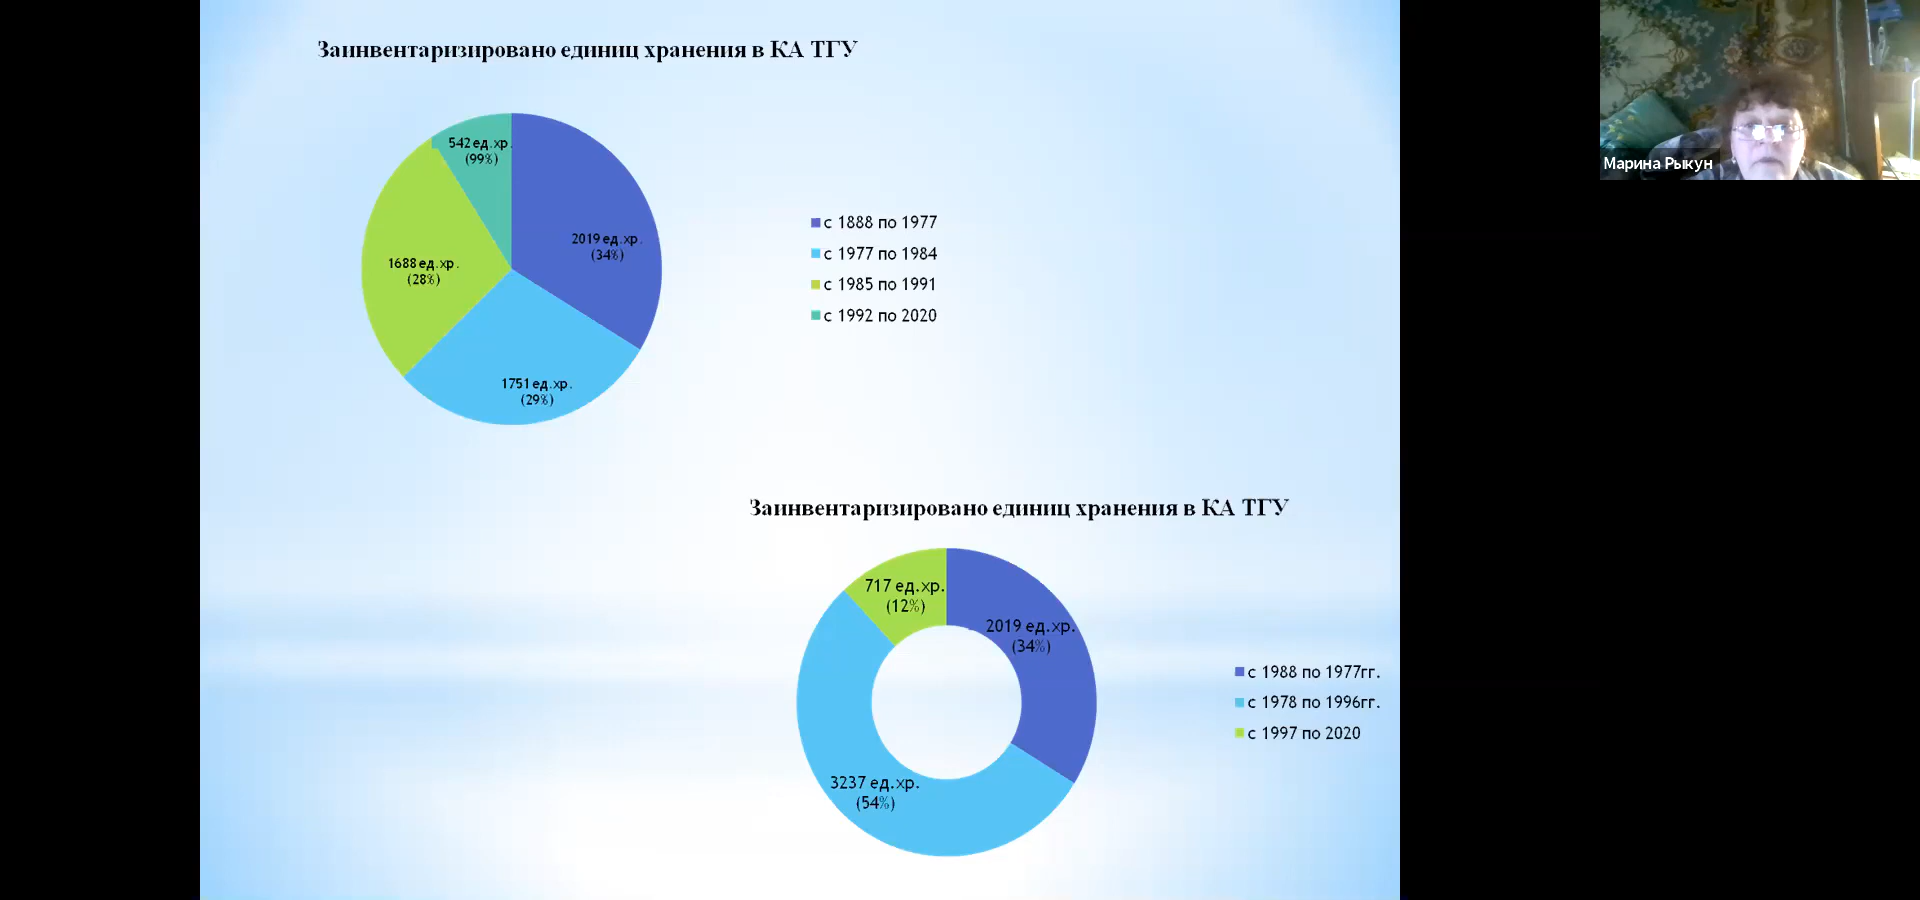 Заинвентаризировано единиц хранения в КА ТГУ
542 ед.хр.
(99%)
2019 ед.хр.
(34%)
1688 ед.хр.
(28%)
1751 ед.хр.
(29%)
с 1888 по 1977
с 1977 по 1984
с 1985 по 1991
с 1992 по 2020
Марина Рыкун
Заинвентаризировано единиц хранения в КА ТГУ
717 ед.хр.
(12%)
2019 ед.хр.
(34%)
3237 ед.хр.
(54%)
с 1988 по 1977гг.
с 1978 по 1996гг.
с 1997 по 2020